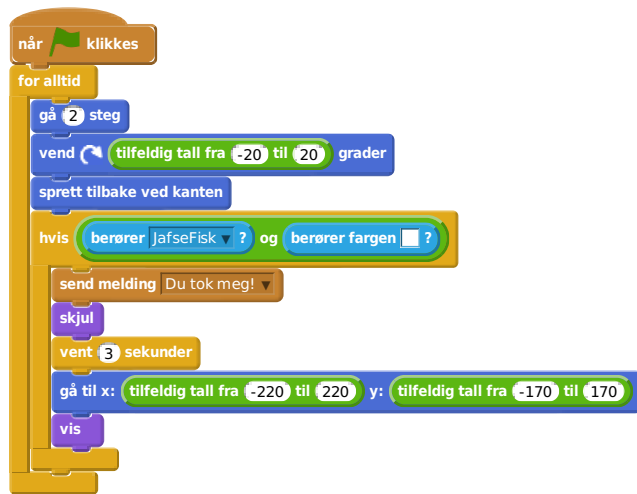 når klikkes
for alltid
gå 2 steg
vend tilfeldig tall fra -20 til 20 grader
sprett tilbake ved kanten
hvis berører JafseFisk ? og berører fargen ?
send melding Du tok meg!
skjul
vent 3 sekunder
gå til x: tilfeldig tall fra -220 til 220 y: tilfeldig tall fra -170 til 170
vis